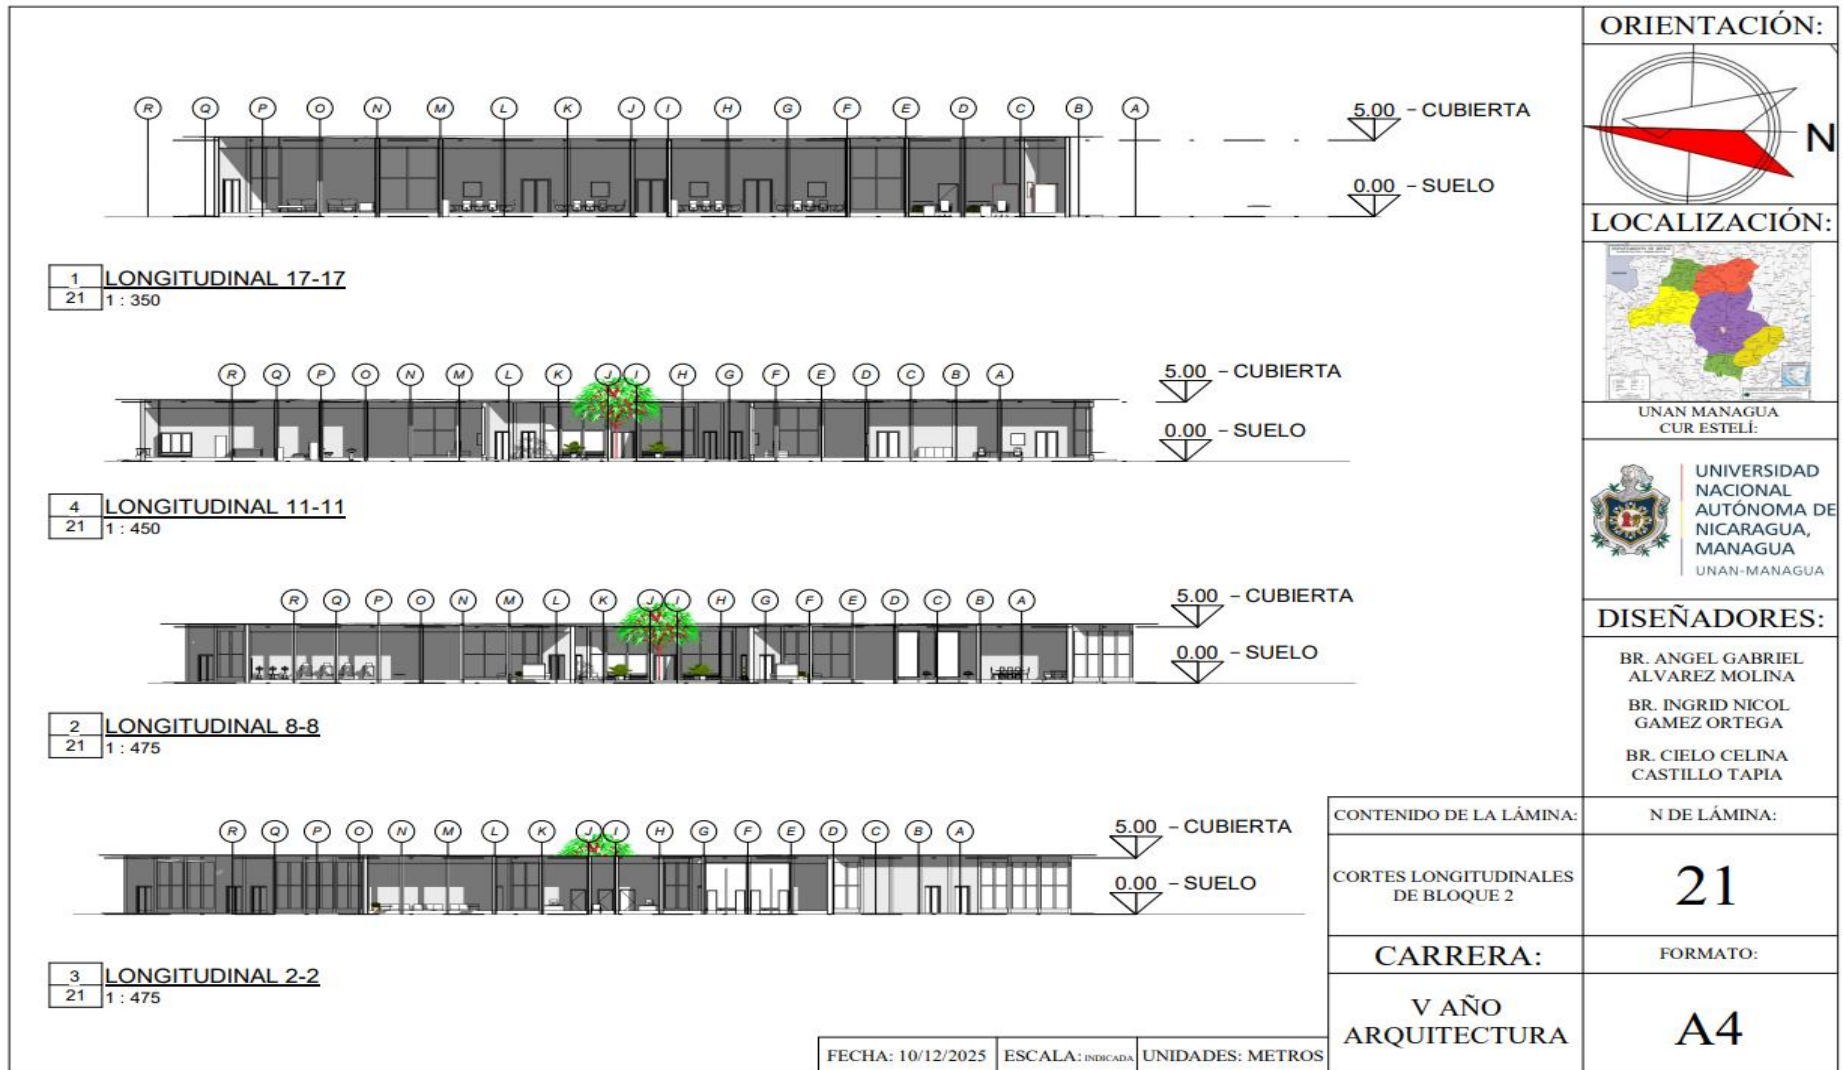 R Q P O N M L K J I H G F E D C B A
5.00 – CUBIERTA
0.00 – SUELO
1
21
LONGITUDINAL 17-17
1 : 350
R Q P O N M L K J I H G F E D C B A
5.00 – CUBIERTA
0.00 – SUELO
4
21
LONGITUDINAL 11-11
1 : 450
R Q P O N M L K J I H G F E D C B A
5.00 – CUBIERTA
0.00 – SUELO
2
21
LONGITUDINAL 8-8
1 : 475
R Q P O N M L K J I H G F E D C B A
5.00 – CUBIERTA
0.00 – SUELO
3
21
LONGITUDINAL 2-2
1 : 475
ORIENTACIÓN:
N
LOCALIZACIÓN:
UNAN MANAGUA
CUR ESTELÍ:
UNIVERSIDAD
NACIONAL
AUTÓNOMA DE
NICARAGUA,
MANAGUA
UNAN-MANAGUA
DISEÑADORES:
BR. ANGEL GABRIEL
ALVAREZ MOLINA
BR. INGRID NICOL
GAMEZ ORTEGA
BR. CIELO CELINA
CASTILLO TAPIA
CONTENIDO DE LA LÁMINA:
N DE LÁMINA:
CORTES LONGITUDINALES
DE BLOQUE 2
21
CARRERA:
FORMATO:
V AÑO
ARQUITECTURA
A4
FECHA: 10/12/2025
ESCALA: INDICADA
UNIDADES: METROS